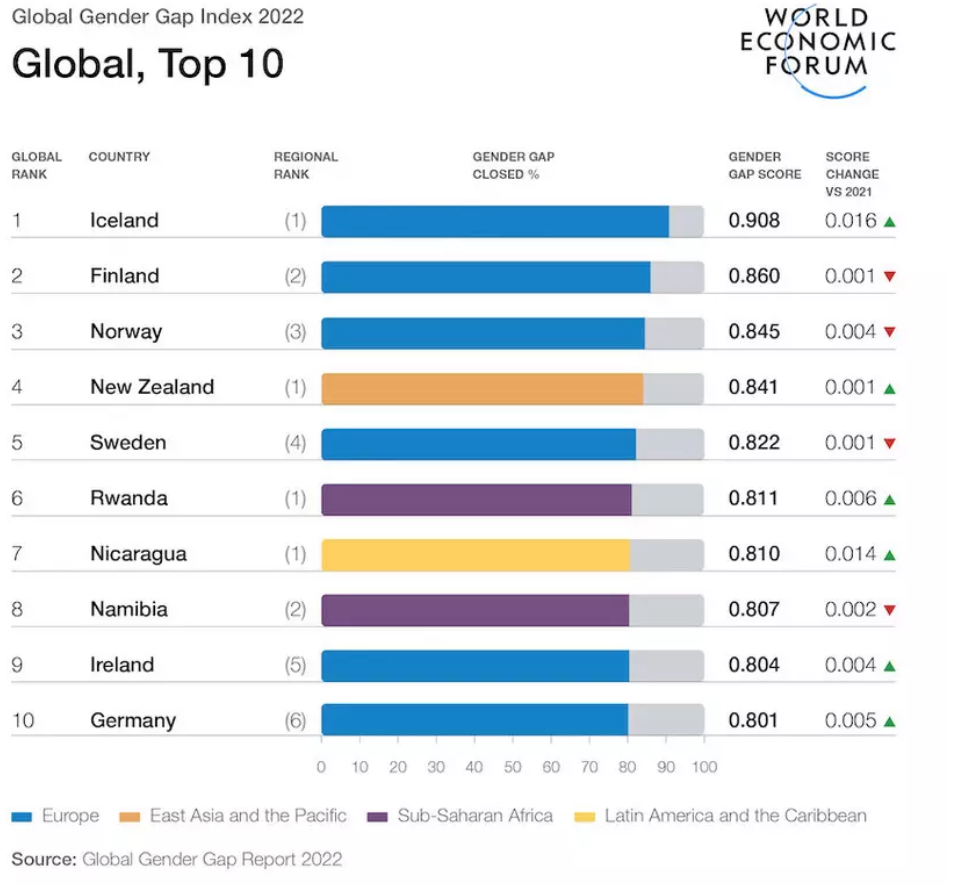 Global Gender Gap Index 2022
Global, Top 10
WORLD
ECONOMIC
FORUM
GLOBAL RANK COUNTRY REGIONAL RANK GENDER GAP CLOSED % GENDER GAP SCORE SCORE CHANGE VS 2021
1 Iceland (1) 0.908 0.016 ▲
2 Finland (2) 0.860 0.001 ▼
3 Norway (3) 0.845 0.004 ▼
4 New Zealand (1) 0.841 0.001 ▲
5 Sweden (4) 0.822 0.001 ▼
6 Rwanda (1) 0.811 0.006 ▲
7 Nicaragua (1) 0.810 0.014 ▲
8 Namibia (2) 0.807 0.002 ▼
9 Ireland (5) 0.804 0.004 ▲
10 Germany (6) 0.801 0.005 ▲
0 10 20 30 40 50 60 70 80 90 100
Europe East Asia and the Pacific Sub-Saharan Africa Latin America and the Caribbean
Source: Global Gender Gap Report 2022